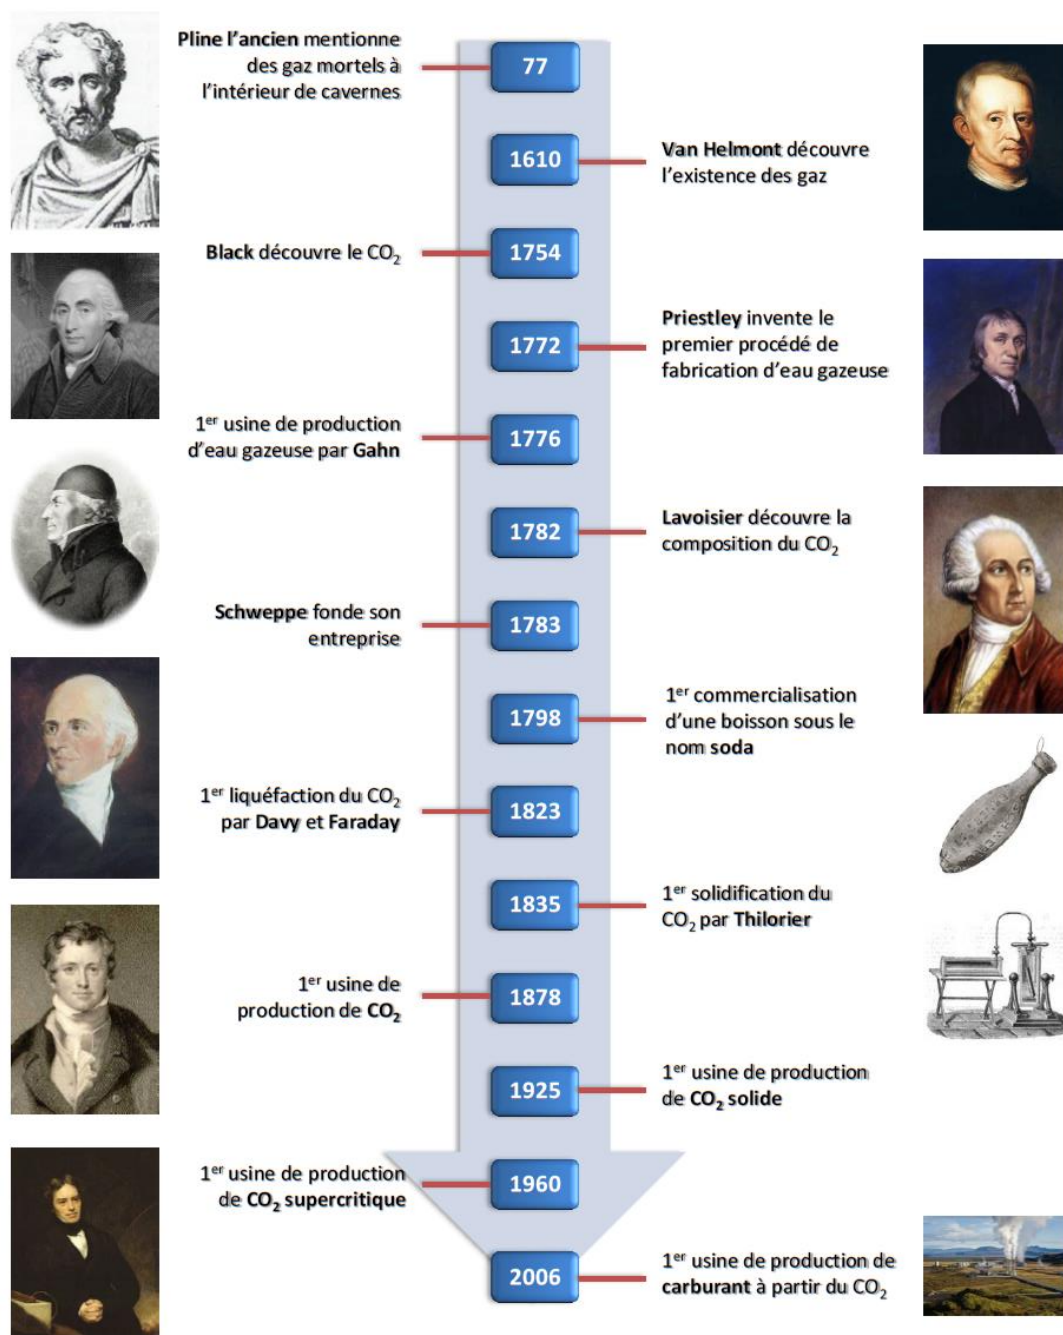 Pline l’ancien mentionne
des gaz mortels à
l’intérieur de cavernes
77
1610
Van Helmont découvre
l’existence des gaz
Black découvre le CO₂
1754
1772
Priestley invente le
premier procédé de
fabrication d’eau gazeuse
1er usine de production
d’eau gazeuse par Gahn
1776
1782
Lavoisier découvre la
composition du CO₂
Schweppe fonde son
entreprise
1783
1798
1er commercialisation
d’une boisson sous le
nom soda
1er liquéfaction du CO₂
par Davy et Faraday
1823
1835
1er solidification du
CO₂ par Thilorier
1er usine de
production de CO₂
1878
1925
1er usine de production
de CO₂ solide
1er usine de production
de CO₂ supercritique
1960
2006
1er usine de production de
carburant à partir du CO₂